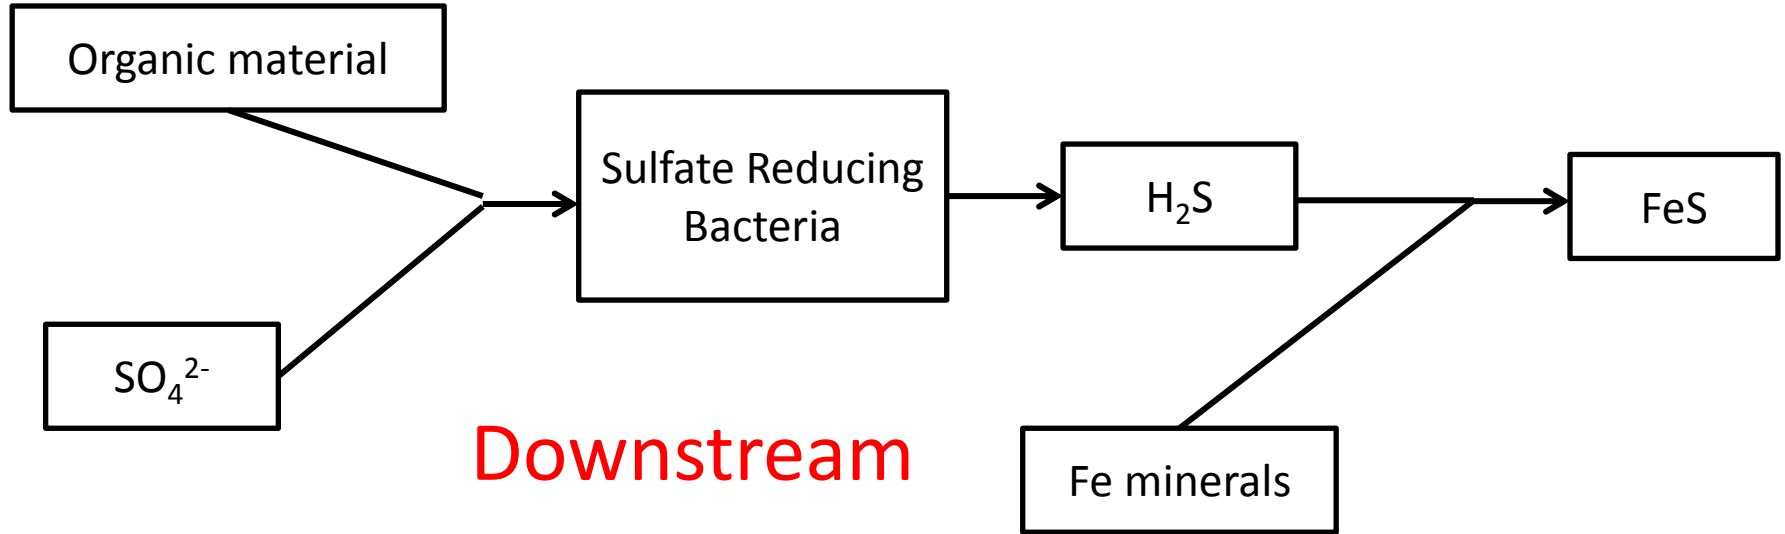 Organic material
Sulfate Reducing
Bacteria
H₂S
FeS
SO₄²⁻
Downstream
Fe minerals